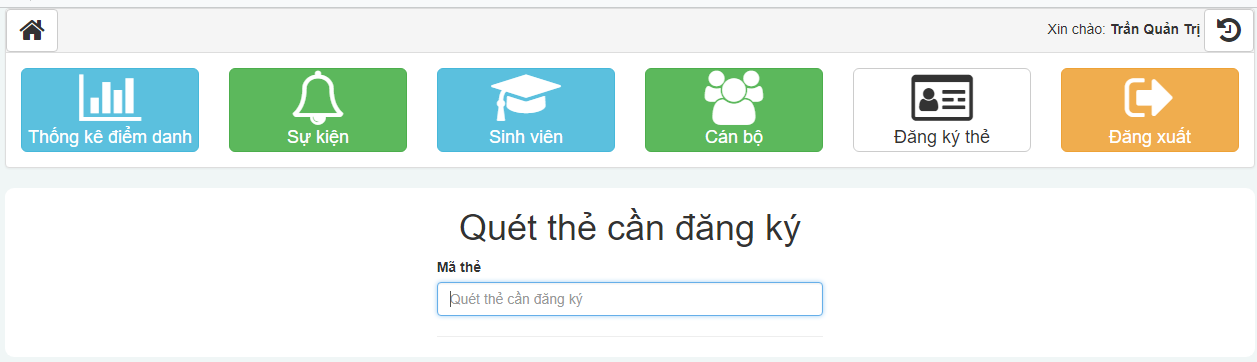 Xin chào: Trần Quản Trị
Thống kê điểm danh
Sự kiện
Sinh viên
Cán bộ
Đăng ký thẻ
Đăng xuất
Quét thẻ cần đăng ký
Mã thẻ
Quét thẻ cần đăng ký